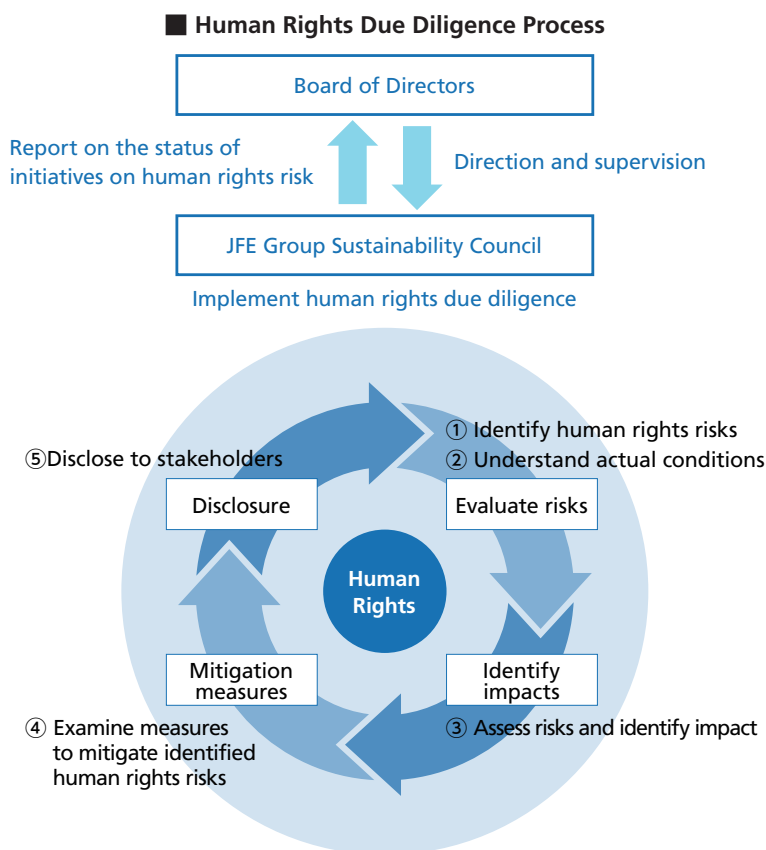 ■ Human Rights Due Diligence Process
Board of Directors
Report on the status of
initiatives on human rights risk
Direction and supervision
JFE Group Sustainability Council
Implement human rights due diligence
① Identify human rights risks
② Understand actual conditions
⑤Disclose to stakeholders
Disclosure
Evaluate risks
Human
Rights
Mitigation
measures
Identify
impacts
④ Examine measures
to mitigate identified
human rights risks
③ Assess risks and identify impact